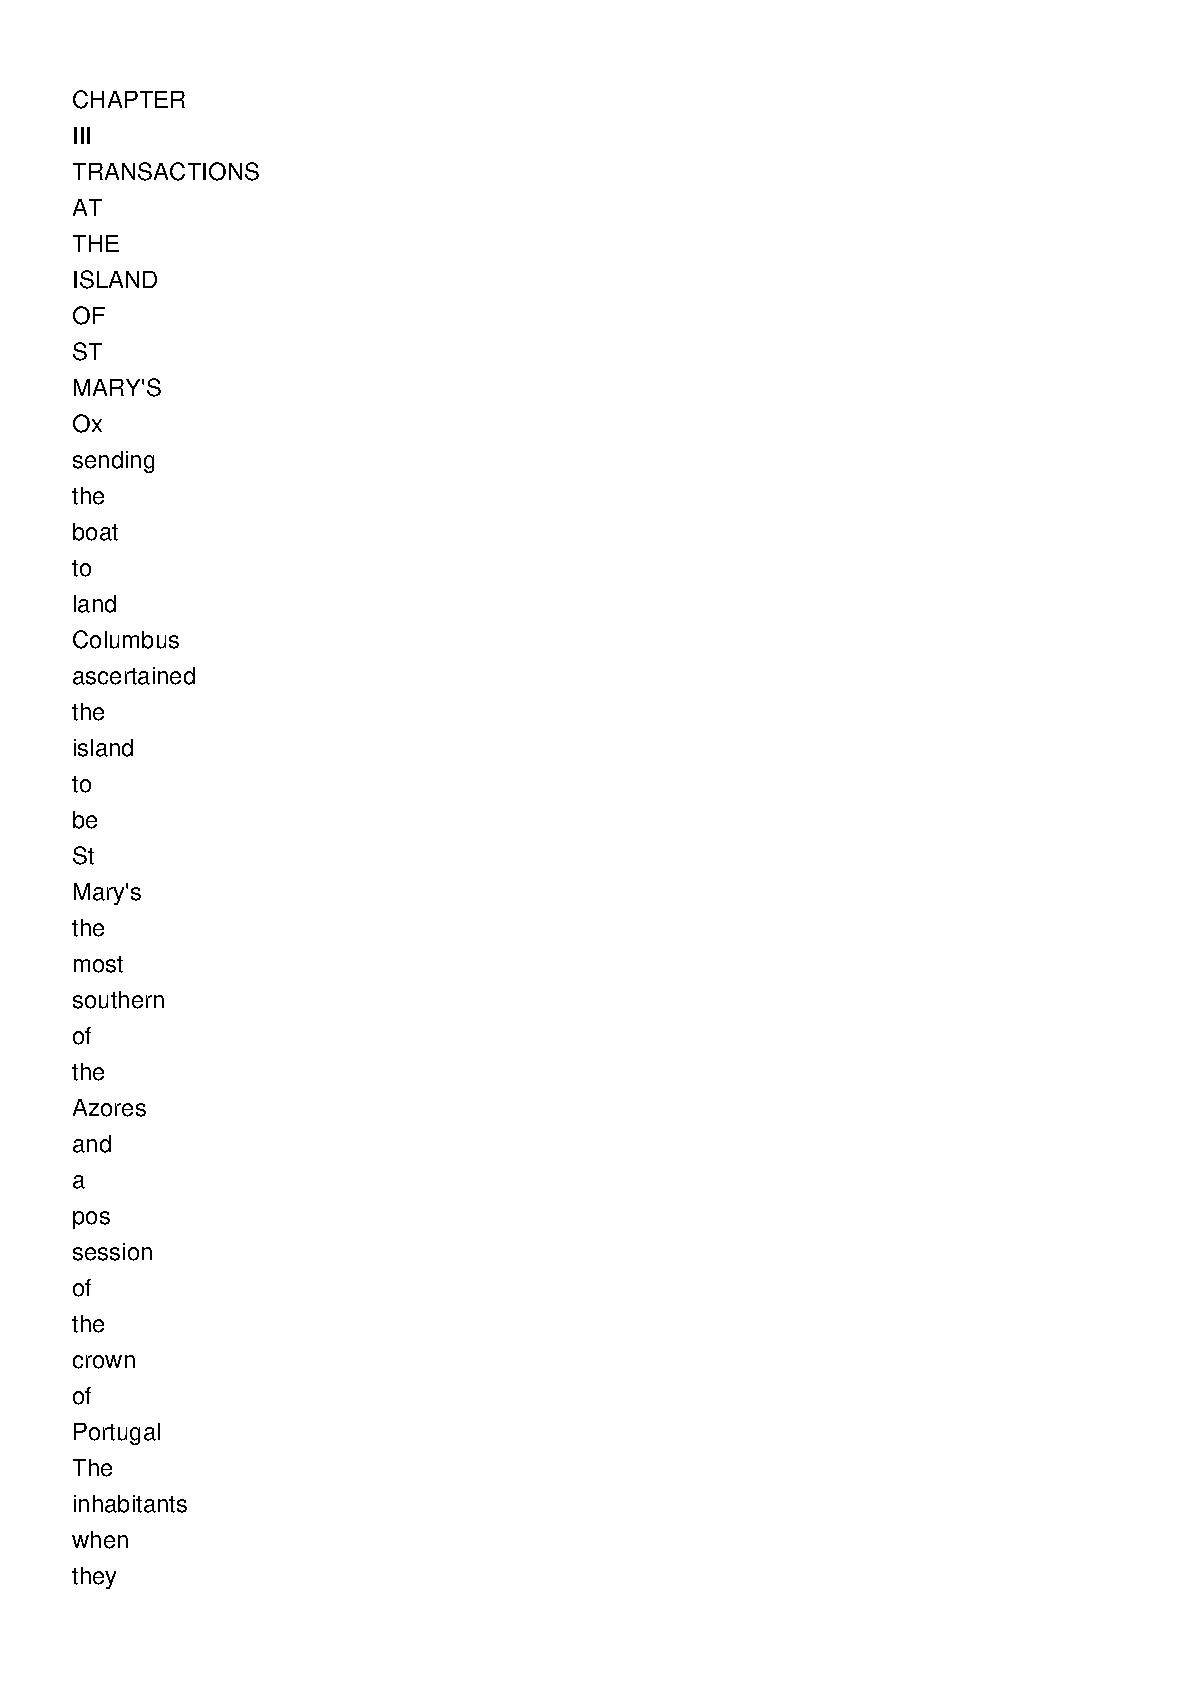 CHAPTER
III
TRANSACTIONS
AT
THE
ISLAND
OF
ST
MARY'S
Ox
sending
the
boat
to
land
Columbus
ascertained
the
island
to
be
St
Mary's
the
most
southern
of
the
Azores
and
a
pos
session
of
the
crown
of
Portugal
The
inhabitants
when
they